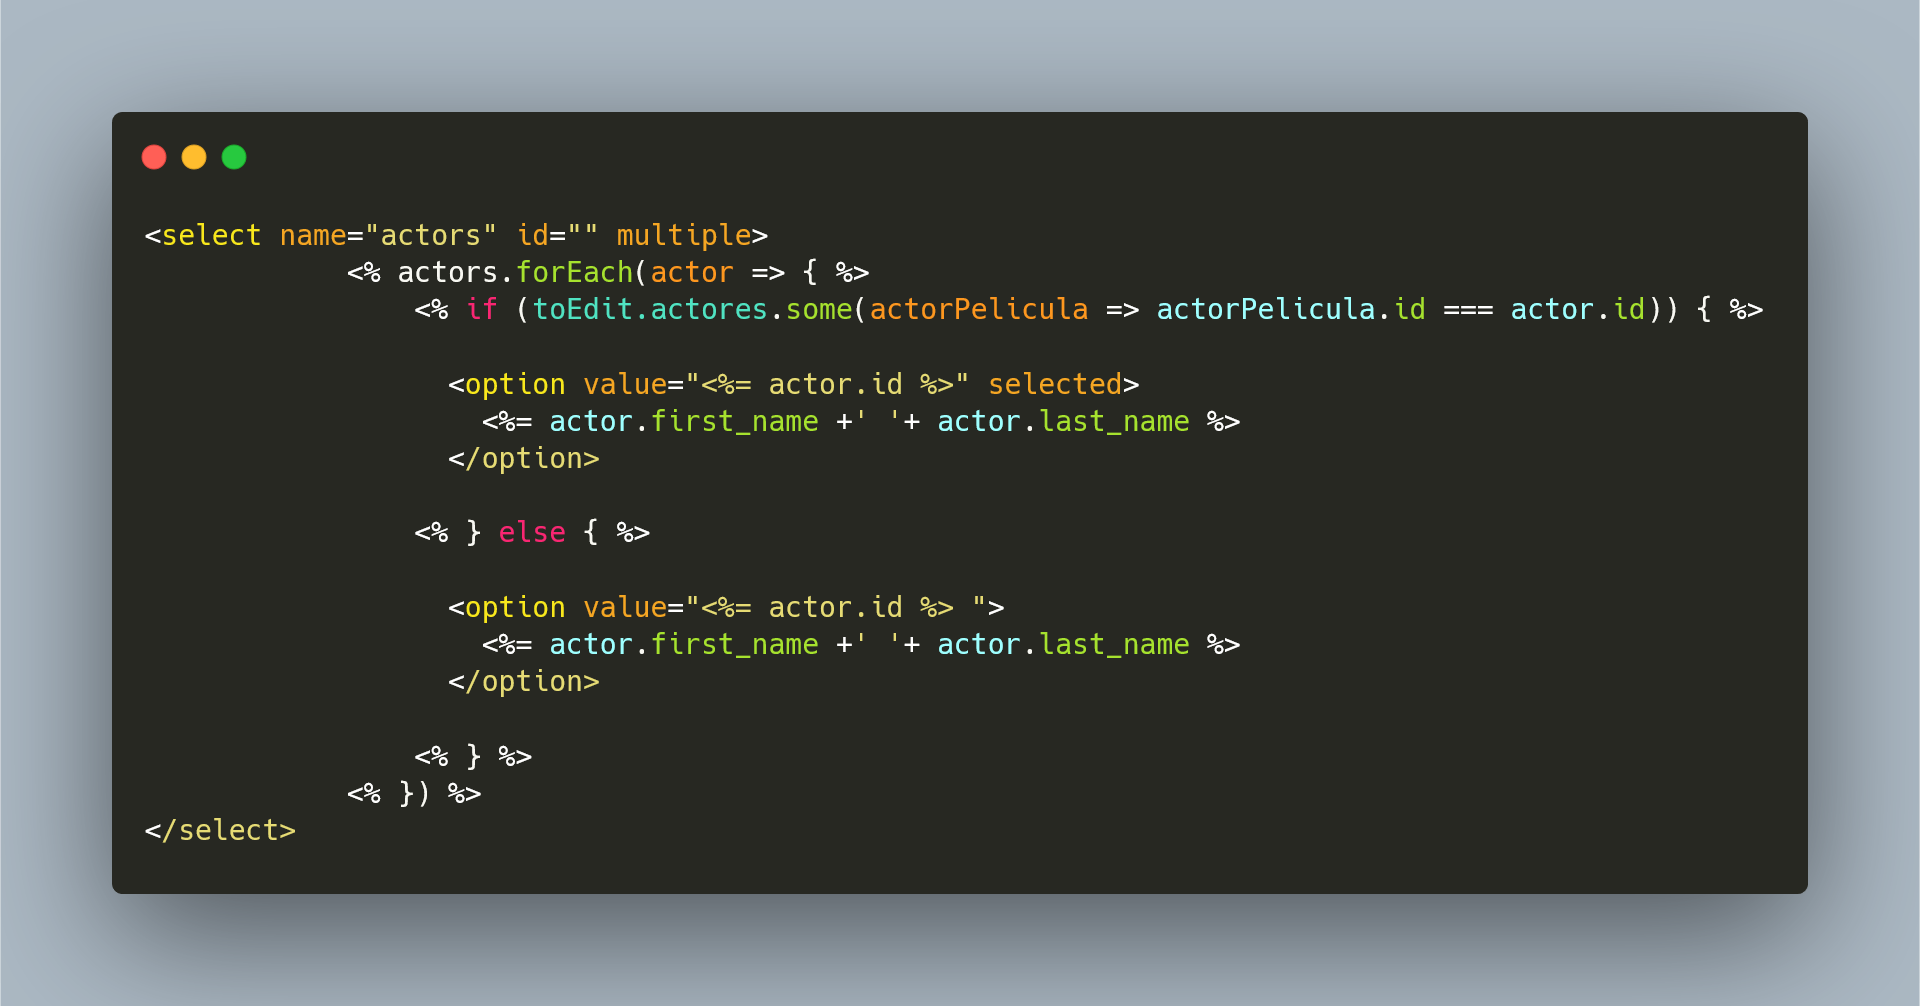 <select name="actors" id="" multiple>
<% actors.forEach(actor => { %>
<% if (toEdit.actores.some(actorPelicula => actorPelicula.id === actor.id)) { %>
<option value="<%= actor.id %>" selected>
<%= actor.first_name +' '+ actor.last_name %>
</option>
<% } else { %>
<option value="<%= actor.id %> ">
<%= actor.first_name +' '+ actor.last_name %>
</option>
<% } %>
<% }) %>
</select>